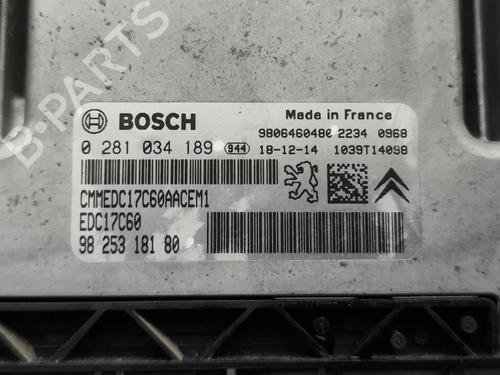 B-PARTS
BOSCH
Made in France
9806460480 2234 0968
0 281 034 189 944 18-12-14 1039T14098
CMMEDC17C60AACEM1
EDC17C60
98 253 181 80